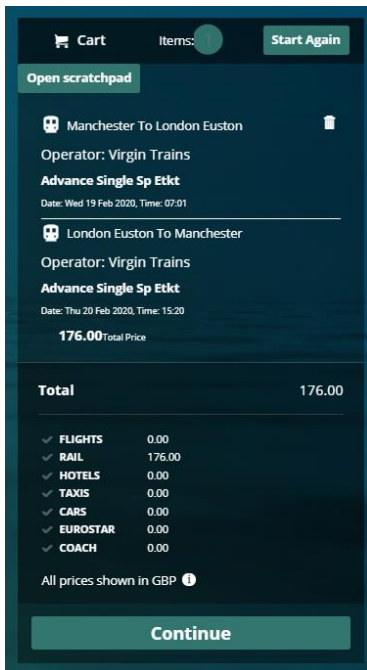 Cart Items: 1 Start Again
Open scratchpad
Manchester To London Euston
Operator: Virgin Trains
Advance Single Sp Etkt
Date: Wed 19 Feb 2020, Time: 07:01
London Euston To Manchester
Operator: Virgin Trains
Advance Single Sp Etkt
Date: Thu 20 Feb 2020, Time: 15:20
176.00Total Price
Total 176.00
FLIGHTS 0.00
RAIL 176.00
HOTELS 0.00
TAXIS 0.00
CARS 0.00
EUROSTAR 0.00
COACH 0.00
All prices shown in GBP
Continue